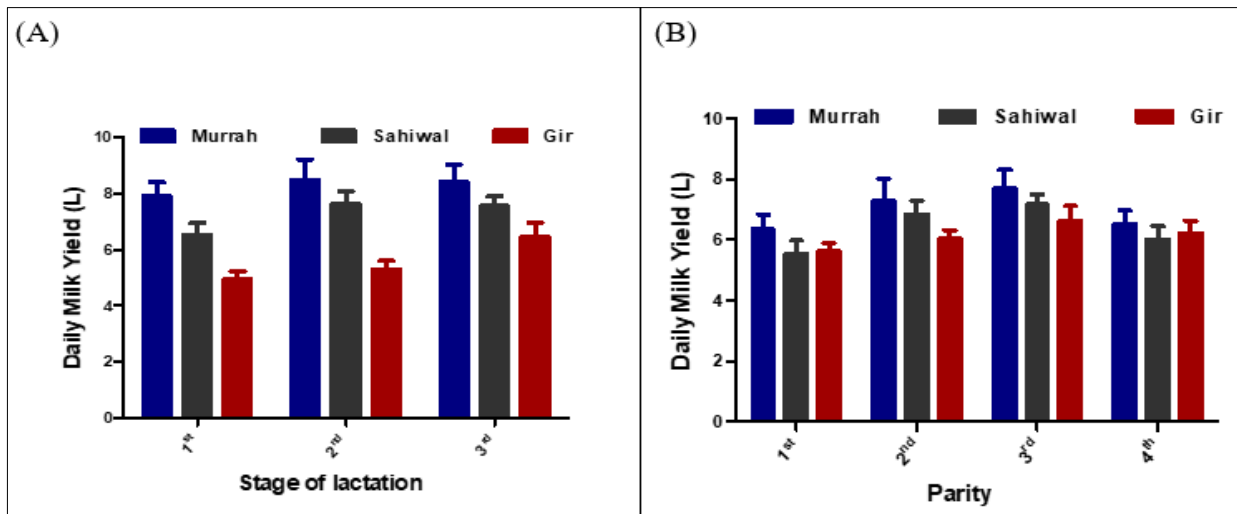 (A)
Murrah Sahiwal Gir
Daily Milk Yield (L)
10
8
6
4
2
0
1st 2nd 3rd
Stage of lactation
(B)
Murrah Sahiwal Gir
Daily Milk Yield (L)
10
8
6
4
2
0
1st 2nd 3rd 4th
Parity